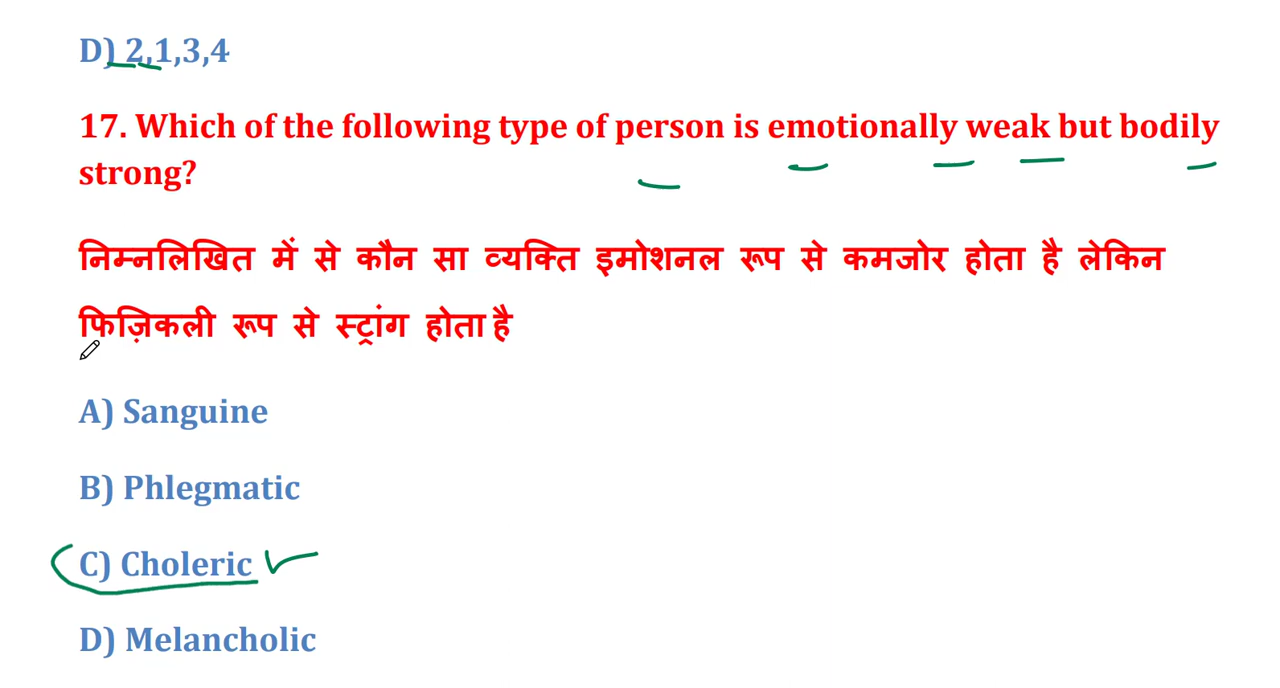 D) 2,1,3,4
17. Which of the following type of person is emotionally weak but bodily
strong?
निम्नलिखित में से कौन सा व्यक्ति इमोशनल रूप से कमजोर होता है लेकिन
फिज़िकली रूप से स्ट्रांग होता है
A) Sanguine
B) Phlegmatic
C) Choleric
D) Melancholic